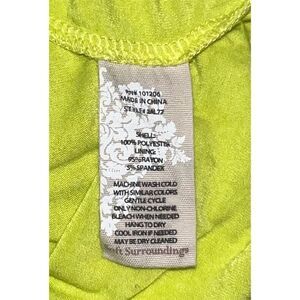 101206
MADE IN CHINA
SHELL:
100% POLYESTER
LINING:
95% RAYON
5% SPANDEX
MACHINE WASH COLD
WITH SIMILAR COLORS
GENTLE CYCLE
ONLY NON-CHLORINE
BLEACH WHEN NEEDED
HANG TO DRY
COOL IRON IF NEEDED
MAY BE DRY CLEANED
Surroundings